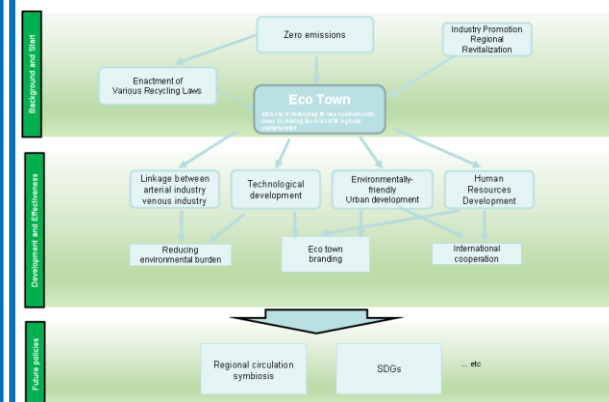 Background and Start
Zero emissions
Industry Promotion
Regional
Revitalization
Enactment of
Various Recycling Laws
Eco Town
Development and Effectiveness
Linkage between
arterial industry
venous industry
Technological
development
Environmentally-
friendly
Urban development
Human
Resources
Development
Reducing
environmental burden
Eco town
branding
International
cooperation
Future policies
Regional circulation
symbiosis
SDGs
... etc